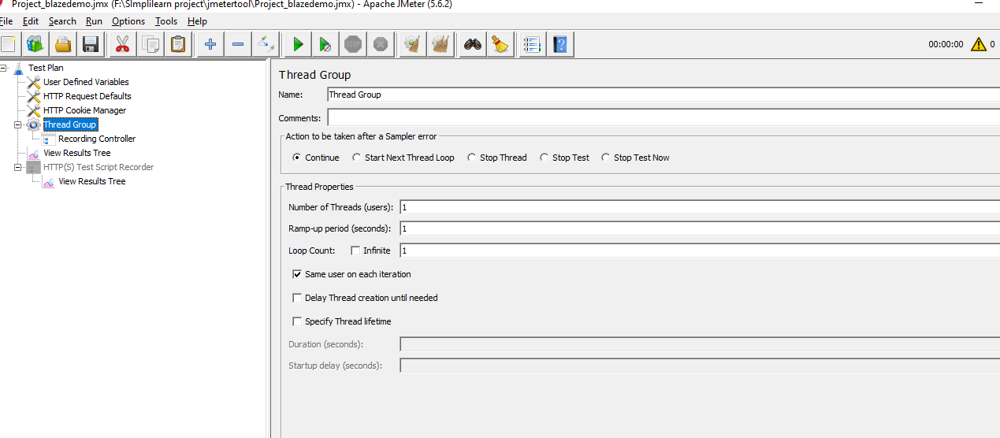 Project_blazedemo.jmx (F:\SImplilearn project\jmetertool\Project_blazedemo.jmx) - Apache JMeter (5.6.2)
File Edit Search Run Options Tools Help
STOP
00:00:00 0
Test Plan
User Defined Variables
HTTP Request Defaults
HTTP Cookie Manager
Thread Group
Recording Controller
View Results Tree
HTTP(S) Test Script Recorder
View Results Tree
Thread Group
Name: Thread Group
Comments:
Action to be taken after a Sampler error
Continue Start Next Thread Loop Stop Thread Stop Test Stop Test Now
Thread Properties
Number of Threads (users): 1
Ramp-up period (seconds): 1
Loop Count: Infinite 1
Same user on each iteration
Delay Thread creation until needed
Specify Thread lifetime
Duration (seconds):
Startup delay (seconds):